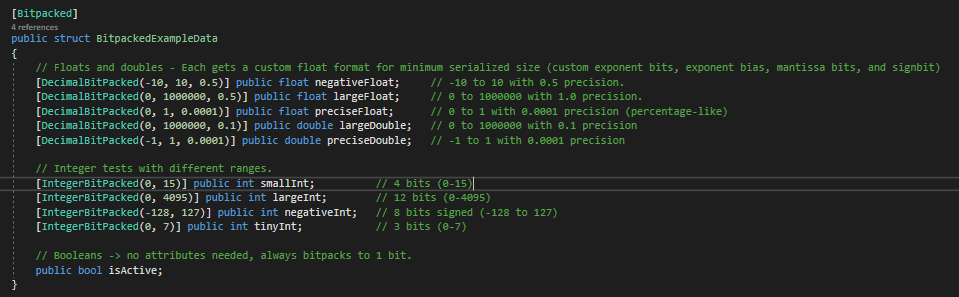 [Bitpacked]
4 references
public struct BitpackedExampleData
{
// Floats and doubles - Each gets a custom float format for minimum serialized size (custom exponent bits, exponent bias, mantissa bits, and signbit)
[DecimalBitPacked(-10, 10, 0.5)] public float negativeFloat; // -10 to 10 with 0.5 precision.
[DecimalBitPacked(0, 1000000, 0.5)] public float largeFloat; // 0 to 1000000 with 1.0 precision.
[DecimalBitPacked(0, 1, 0.0001)] public float preciseFloat; // 0 to 1 with 0.0001 precision (percentage-like)
[DecimalBitPacked(0, 1000000, 0.1)] public double largeDouble; // 0 to 1000000 with 0.1 precision
[DecimalBitPacked(-1, 1, 0.0001)] public double preciseDouble; // -1 to 1 with 0.0001 precision
// Integer tests with different ranges.
[IntegerBitPacked(0, 15)] public int smallInt; // 4 bits (0-15)
[IntegerBitPacked(0, 4095)] public int largeInt; // 12 bits (0-4095)
[IntegerBitPacked(-128, 127)] public int negativeInt; // 8 bits signed (-128 to 127)
[IntegerBitPacked(0, 7)] public int tinyInt; // 3 bits (0-7)
// Booleans -> no attributes needed, always bitpacks to 1 bit.
public bool isActive;
}